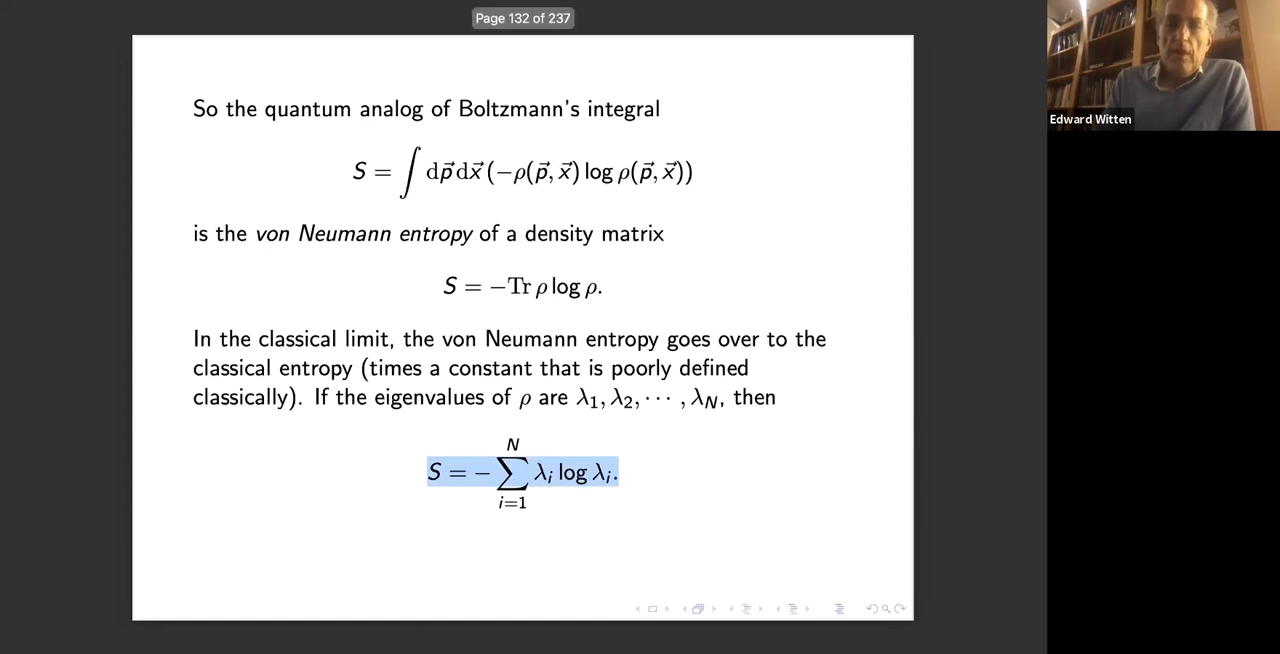 Page 132 of 237
So the quantum analog of Boltzmann's integral
S = ∫ dp⃗dx⃗ (−ρ(p⃗, x⃗) log ρ(p⃗, x⃗))
is the von Neumann entropy of a density matrix
S = −Tr ρ log ρ.
In the classical limit, the von Neumann entropy goes over to the
classical entropy (times a constant that is poorly defined
classically). If the eigenvalues of ρ are λ₁, λ₂, ⋯ , λ_N, then
S = − ∑_{i=1}^{N} λᵢ log λᵢ.
Edward Witten